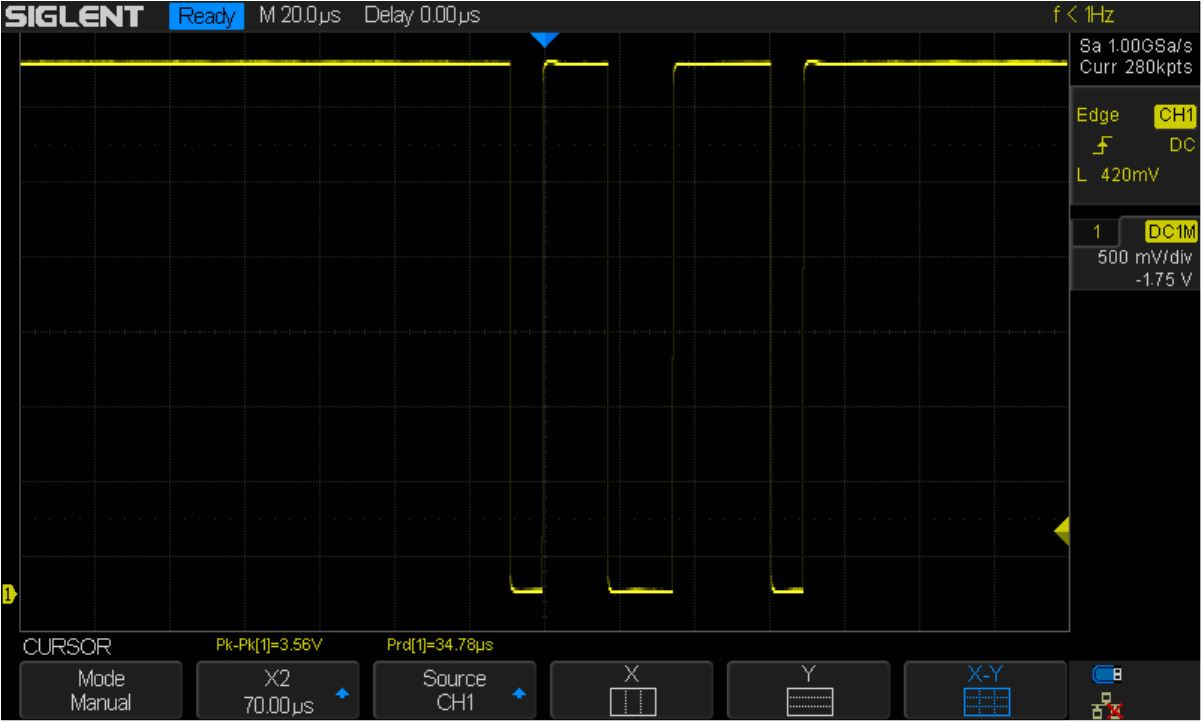 SIGLENT Ready M 20.0µs Delay 0.00µs f < 1Hz
Sa 1.00GSa/s
Curr 280kpts
Edge CH1
DC
L 420mV
1 DC1M
500 mV/div
-1.75 V
1
CURSOR Pk-Pk[1]=3.56V Prd[1]=34.78µs
Mode
Manual
X2
70.00µs
Source
CH1
X
Y
X-Y